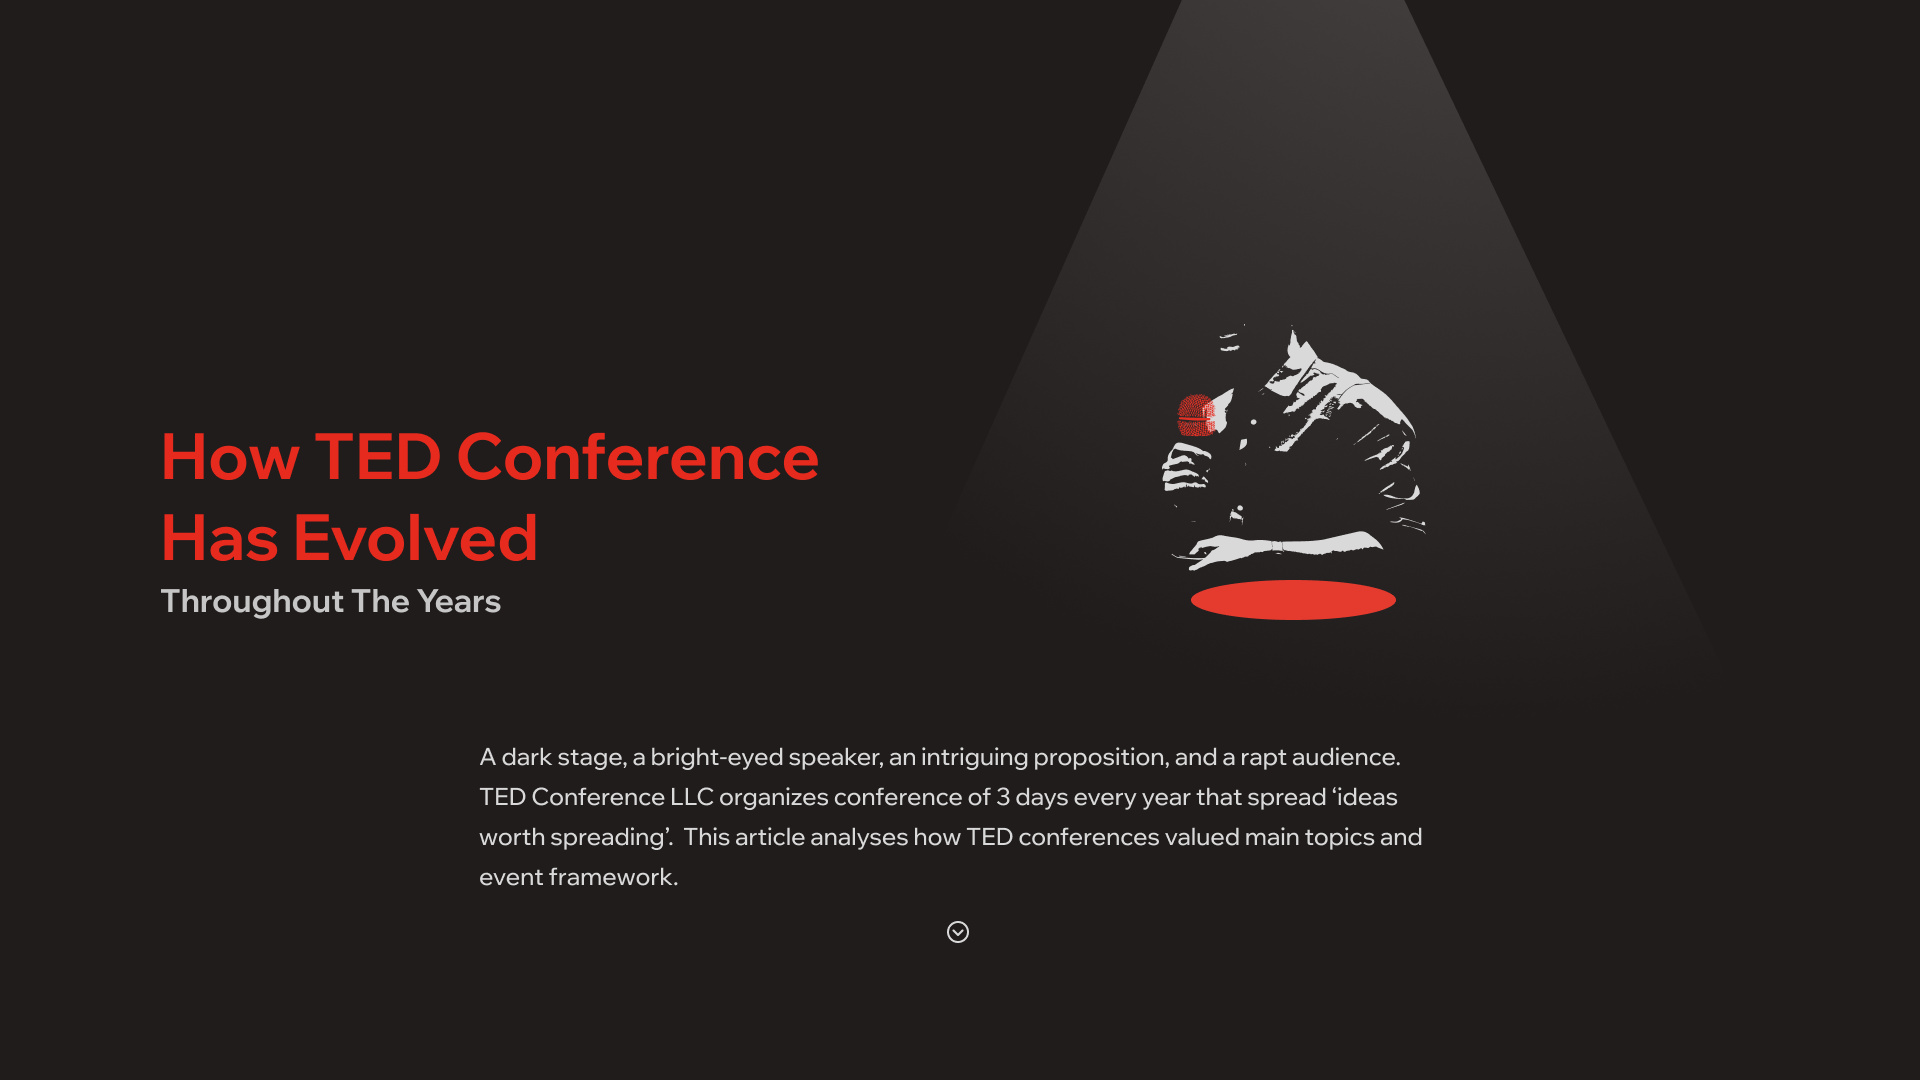 How TED Conference
Has Evolved
Throughout The Years
A dark stage, a bright-eyed speaker, an intriguing proposition, and a rapt audience.
TED Conference LLC organizes conference of 3 days every year that spread ‘ideas
worth spreading’.  This article analyses how TED conferences valued main topics and
event framework.